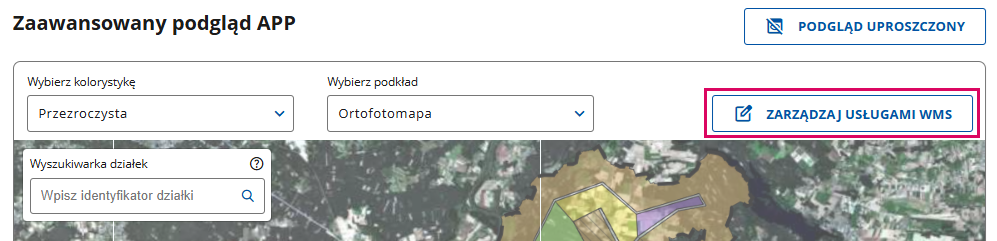 Zaawansowany podgląd APP
PODGLĄD UPROSZCZONY
Wybierz kolorystykę
Wybierz podkład
Przezroczysta
Ortofotomapa
ZARZĄDZAJ USŁUGAMI WMS
Wyszukiwarka działek
Wpisz identyfikator działki